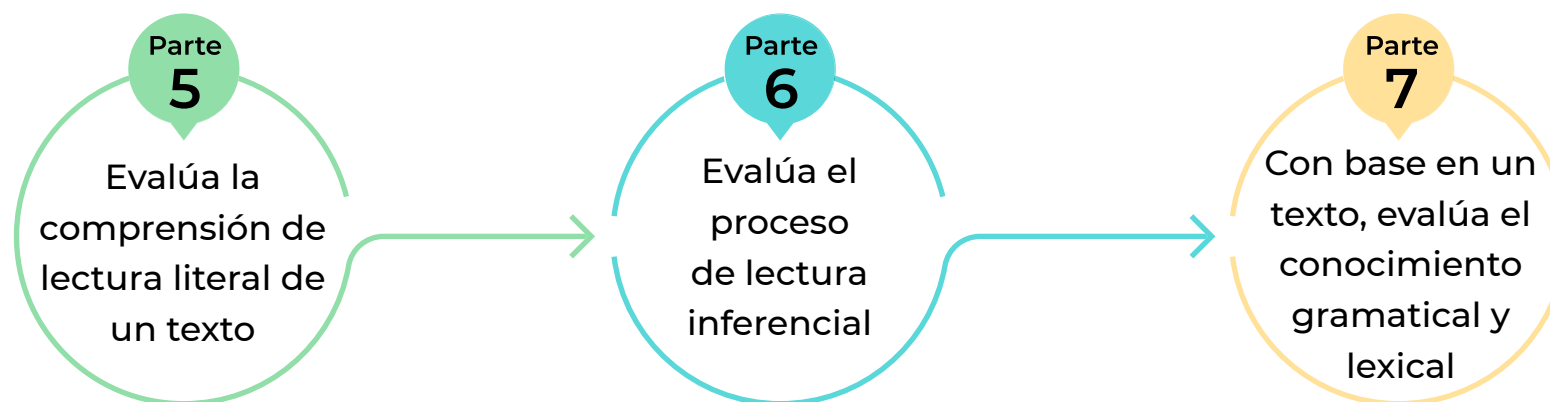 Parte
5
Evalúa la
comprensión de
lectura literal de
un texto
Parte
6
Evalúa el
proceso
de lectura
inferencial
Parte
7
Con base en un
texto, evalúa el
conocimiento
gramatical y
lexical